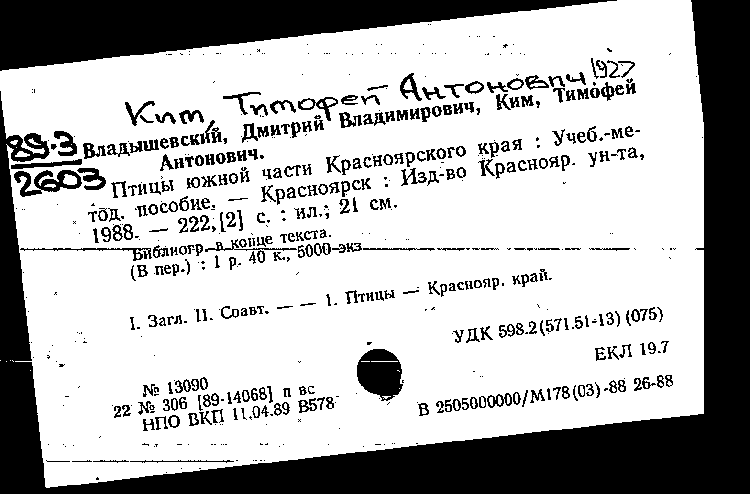 Ким, Тимофей Антонович. 1927
89-3
2603
Владышевский, Дмитрий Владимирович, Ким, Тимофей
Антонович.
Птицы южной части Красноярского края : Учеб.-ме-
тод. пособие. — Красноярск : Изд-во Краснояр. ун-та,
1988. — 222,[2] с. : ил.; 21 см.
Библиогр. в конце текста.
(В пер.) : 1 р. 40 к., 5000 экз
I. Загл. II. Соавт. — — 1. Птицы — Краснояр. край.
УДК 598.2(571.51-13) (075)
ЕКЛ 19.7
№ 13090
22 № 306 [89-14068] п вс
НПО ВКП 11.04.89 В578
В 2505000000/М178(03)-88 26-88